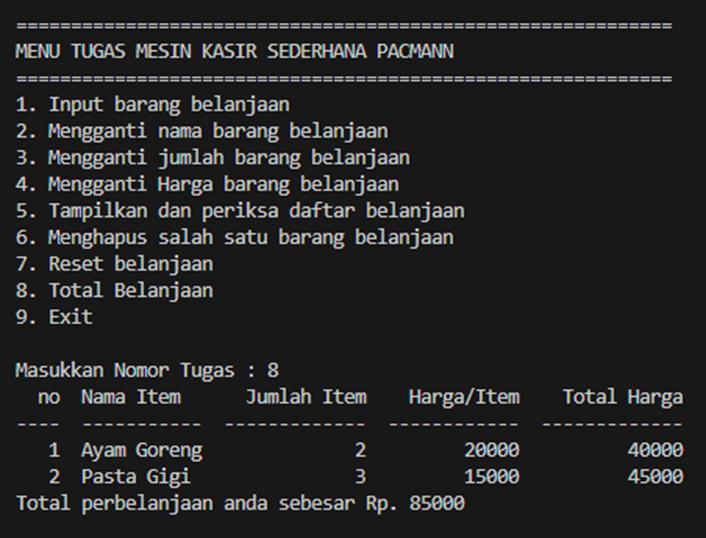 ============================================================
MENU TUGAS MESIN KASIR SEDERHANA PACMANN
============================================================
1. Input barang belanjaan
2. Mengganti nama barang belanjaan
3. Mengganti jumlah barang belanjaan
4. Mengganti Harga barang belanjaan
5. Tampilkan dan periksa daftar belanjaan
6. Menghapus salah satu barang belanjaan
7. Reset belanjaan
8. Total Belanjaan
9. Exit

Masukkan Nomor Tugas : 8
  no  Nama Item      Jumlah Item    Harga/Item    Total Harga
----  -----------  -------------  ------------  -------------
   1  Ayam Goreng              2         20000          40000
   2  Pasta Gigi               3         15000          45000
Total perbelanjaan anda sebesar Rp. 85000